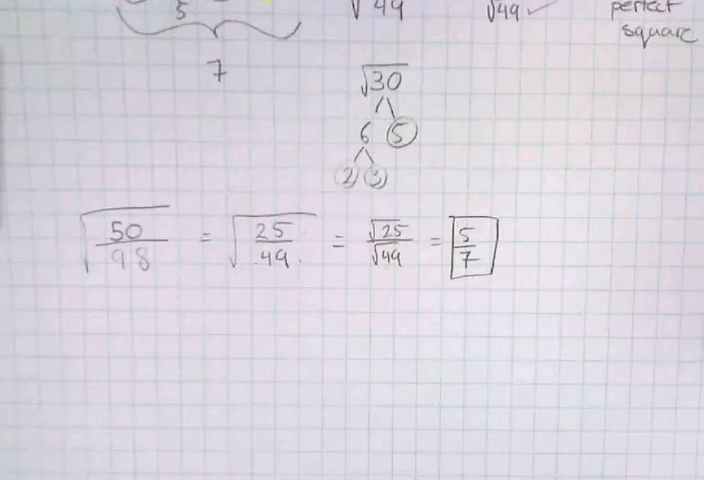 5 √49 √49 ✓ perfect
square
7
√30
6 5
2 3
√(50/98) = √(25/49) = √25/√49 = 5/7